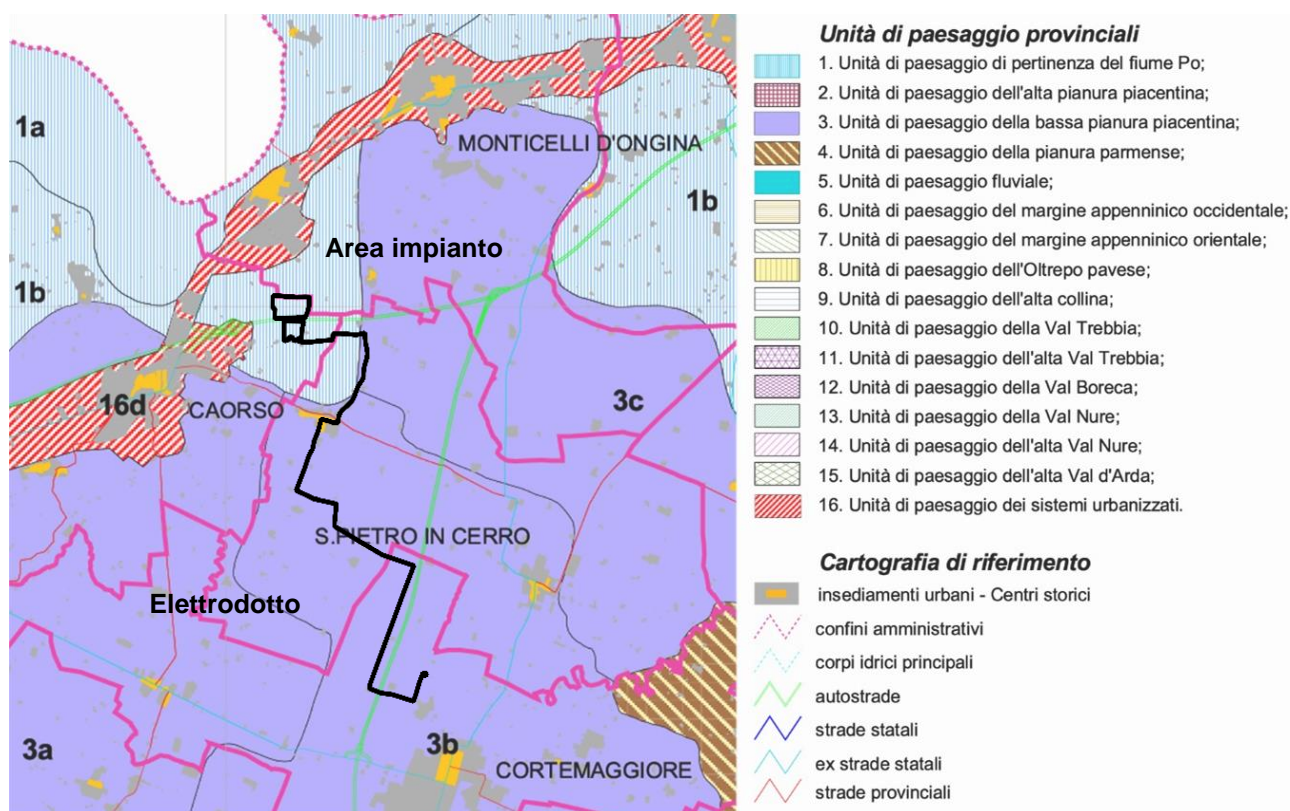 1a
MONTICELLI D'ONGINA
1b
Area impianto
1b
16d
CAORSO
3c
S.PIETRO IN CERRO
Elettrodotto
3a
3b
CORTEMAGGIORE
Unità di paesaggio provinciali
1. Unità di paesaggio di pertinenza del fiume Po;
2. Unità di paesaggio dell'alta pianura piacentina;
3. Unità di paesaggio della bassa pianura piacentina;
4. Unità di paesaggio della pianura parmense;
5. Unità di paesaggio fluviale;
6. Unità di paesaggio del margine appenninico occidentale;
7. Unità di paesaggio del margine appenninico orientale;
8. Unità di paesaggio dell'Oltrepo pavese;
9. Unità di paesaggio dell'alta collina;
10. Unità di paesaggio della Val Trebbia;
11. Unità di paesaggio dell'alta Val Trebbia;
12. Unità di paesaggio della Val Boreca;
13. Unità di paesaggio della Val Nure;
14. Unità di paesaggio dell'alta Val Nure;
15. Unità di paesaggio dell'alta Val d'Arda;
16. Unità di paesaggio dei sistemi urbanizzati.
Cartografia di riferimento
insediamenti urbani - Centri storici
confini amministrativi
corpi idrici principali
autostrade
strade statali
ex strade statali
strade provinciali